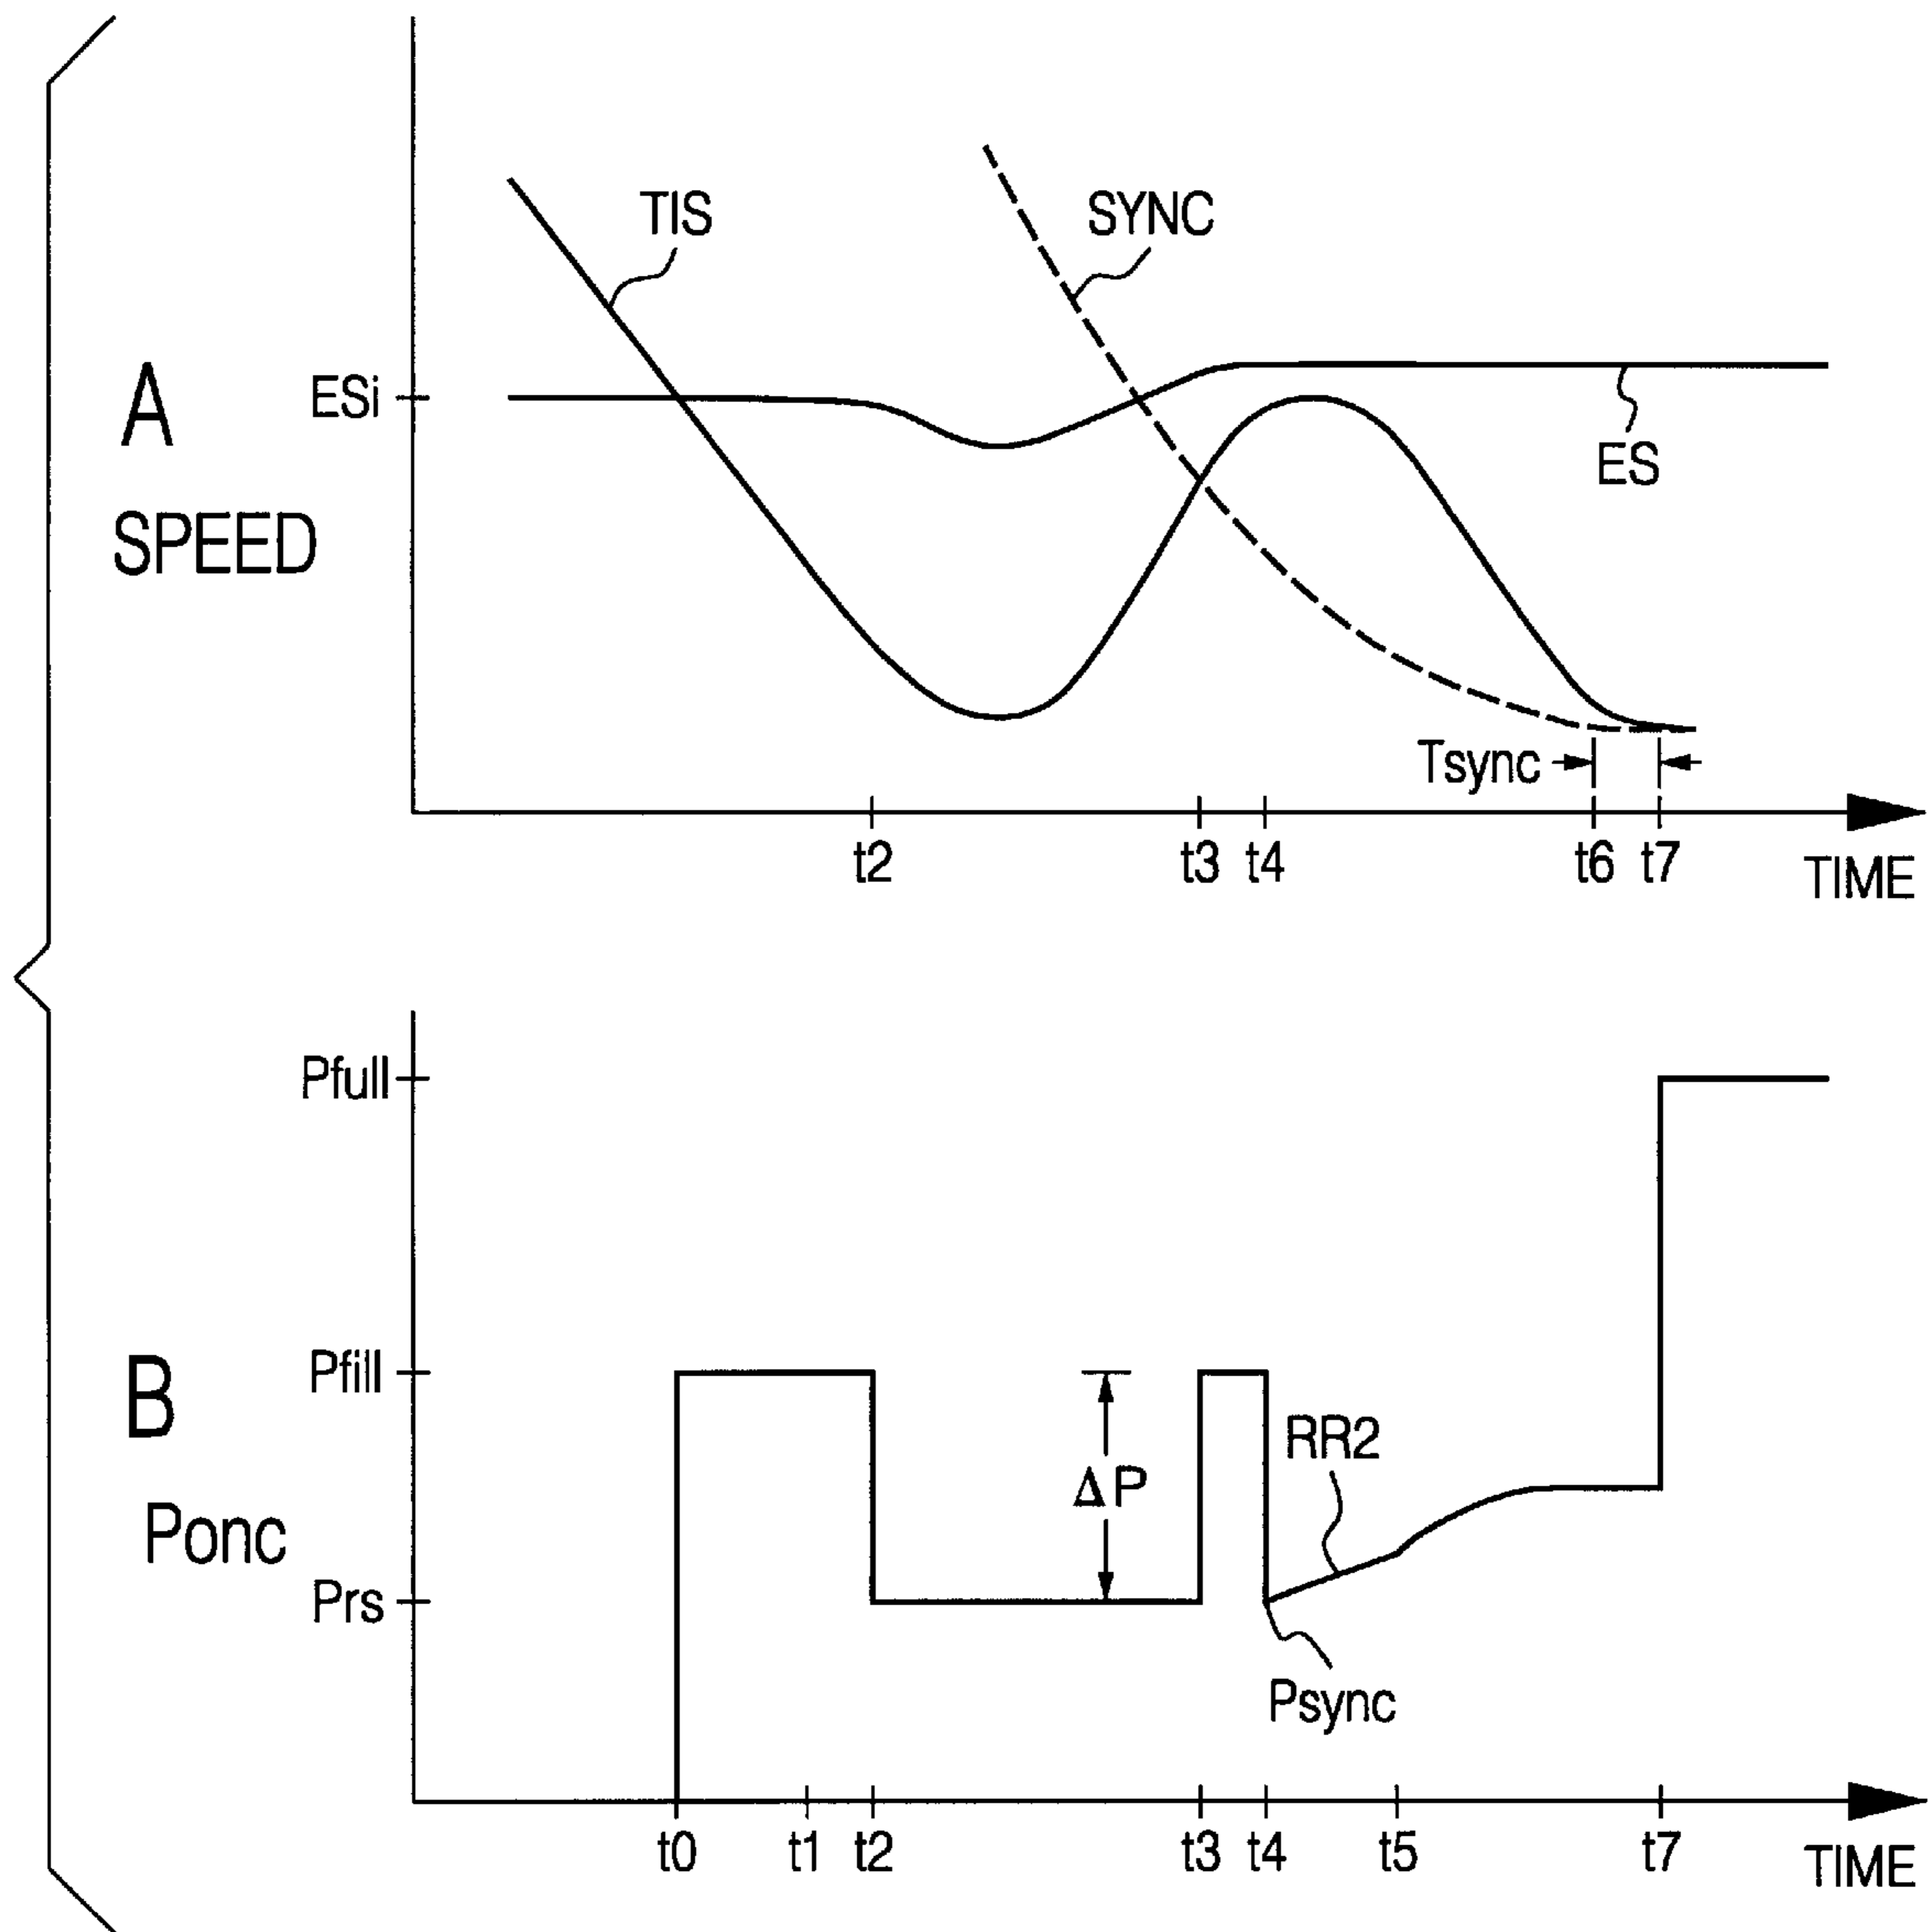 TIS
SYNC
A
SPEED
ESi
ES
Tsync
t2
t3
t4
t6
t7
TIME
B
Ponc
Pfull
Pfill
Prs
ΔP
RR2
Psync
t0
t1
t2
t3
t4
t5
t7
TIME